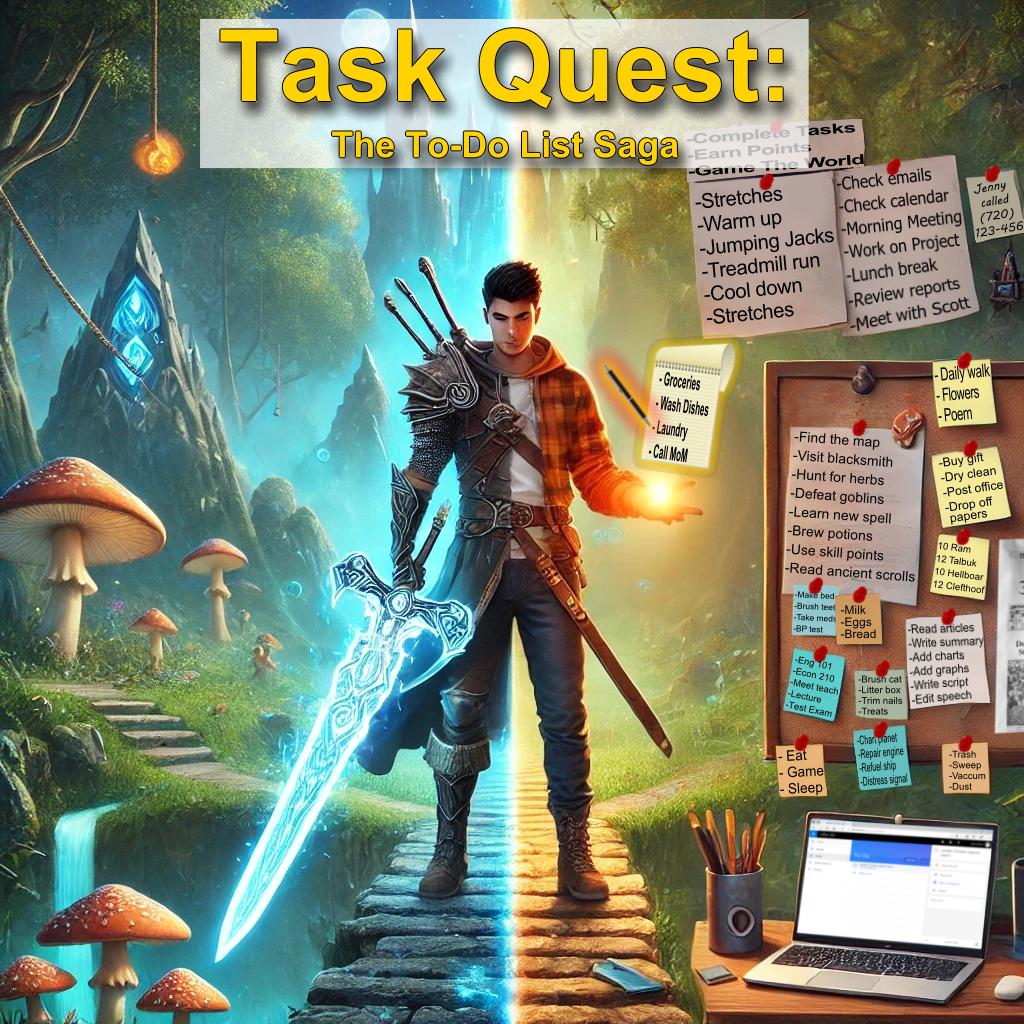 Task Quest:
The To-Do List Saga
-Complete Tasks
-Earn Points
-Game The World
-Stretches
-Warm up
-Jumping Jacks
-Treadmill run
-Cool down
-Stretches
-Check emails
-Check calendar
-Morning Meeting
-Work on Project
-Lunch break
-Review reports
-Meet with Scott
Jenny
called
(720)
123-456
- Groceries
- Wash Dishes
- Laundry
- Call MoM
- Daily walk
- Flowers
- Poem
-Find the map
-Visit blacksmith
-Hunt for herbs
-Defeat goblins
-Learn new spell
-Brew potions
-Use skill points
-Read ancient scrolls
-Buy gift
-Dry clean
-Post office
-Drop off
papers
10 Ram
12 Talbuk
10 Hellboar
12 Clefthoof
-Make bed
-Brush teet
-Take meds
-BP test
-Milk
-Eggs
-Bread
-Read articles
-Write summary
-Add charts
-Add graphs
-Write script
-Edit speech
-Eng 101
-Econ 210
-Meet teach
-Lecture
-Test Exam
-Brush cat
-Litter box
-Trim nails
-Treats
- Eat
- Game
- Sleep
-Chart planet
-Repair engine
-Refuel ship
-Distress signal
-Trash
-Sweep
-Vaccum
-Dust
To Do